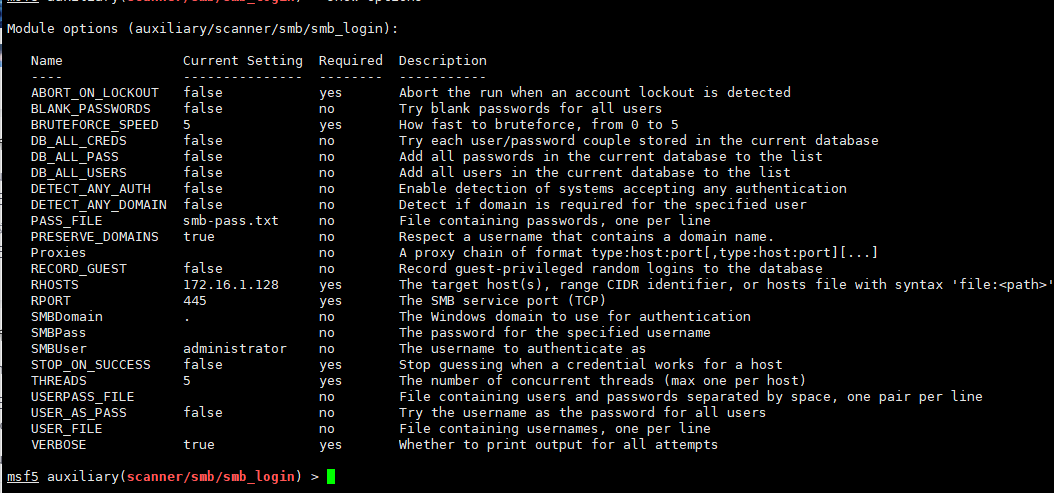 msf5 auxiliary(scanner/smb/smb_login) > show options
Module options (auxiliary/scanner/smb/smb_login):
Name Current Setting Required Description
---- --------------- -------- -----------
ABORT_ON_LOCKOUT false yes Abort the run when an account lockout is detected
BLANK_PASSWORDS false no Try blank passwords for all users
BRUTEFORCE_SPEED 5 yes How fast to bruteforce, from 0 to 5
DB_ALL_CREDS false no Try each user/password couple stored in the current database
DB_ALL_PASS false no Add all passwords in the current database to the list
DB_ALL_USERS false no Add all users in the current database to the list
DETECT_ANY_AUTH false no Enable detection of systems accepting any authentication
DETECT_ANY_DOMAIN false no Detect if domain is required for the specified user
PASS_FILE smb-pass.txt no File containing passwords, one per line
PRESERVE_DOMAINS true no Respect a username that contains a domain name.
Proxies no A proxy chain of format type:host:port[,type:host:port][...]
RECORD_GUEST false no Record guest-privileged random logins to the database
RHOSTS 172.16.1.128 yes The target host(s), range CIDR identifier, or hosts file with syntax 'file:<path>'
RPORT 445 yes The SMB service port (TCP)
SMBDomain . no The Windows domain to use for authentication
SMBPass no The password for the specified username
SMBUser administrator no The username to authenticate as
STOP_ON_SUCCESS false yes Stop guessing when a credential works for a host
THREADS 5 yes The number of concurrent threads (max one per host)
USERPASS_FILE no File containing users and passwords separated by space, one pair per line
USER_AS_PASS false no Try the username as the password for all users
USER_FILE no File containing usernames, one per line
VERBOSE true yes Whether to print output for all attempts
msf5 auxiliary(scanner/smb/smb_login) >